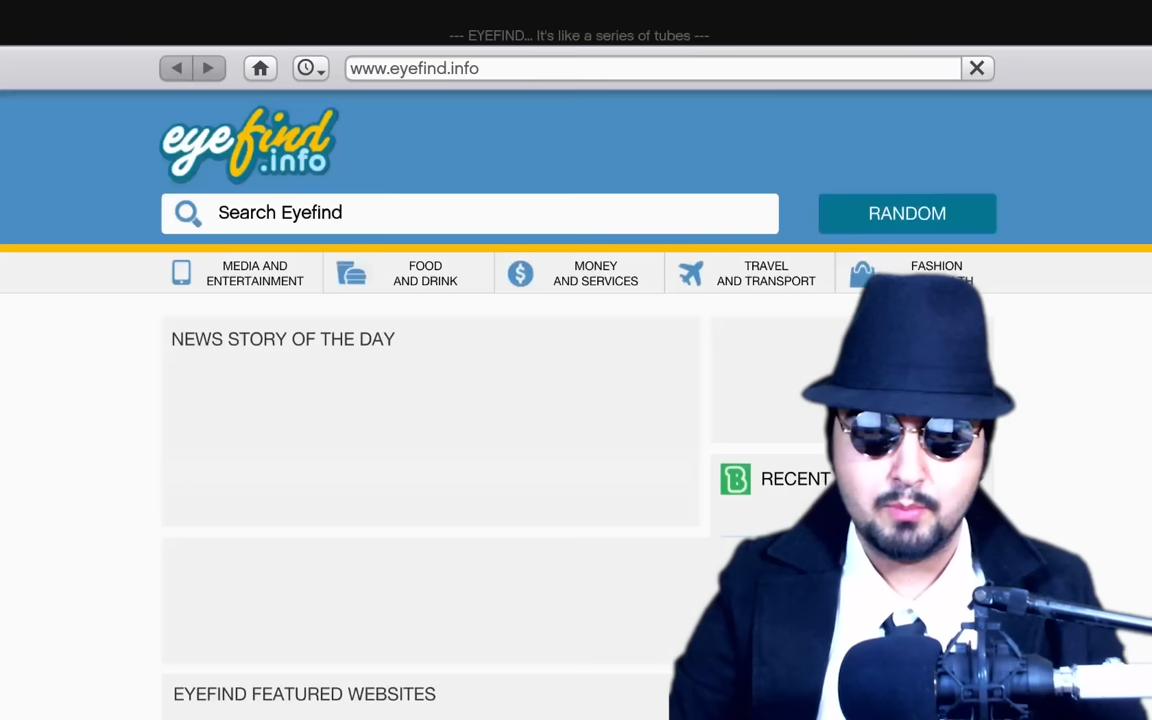 --- EYEFIND... It's like a series of tubes ---
www.eyefind.info
eyefind
.info
Search Eyefind
RANDOM
MEDIA AND
ENTERTAINMENT
FOOD
AND DRINK
MONEY
AND SERVICES
TRAVEL
AND TRANSPORT
FASHION
NEWS STORY OF THE DAY
B RECENT
EYEFIND FEATURED WEBSITES